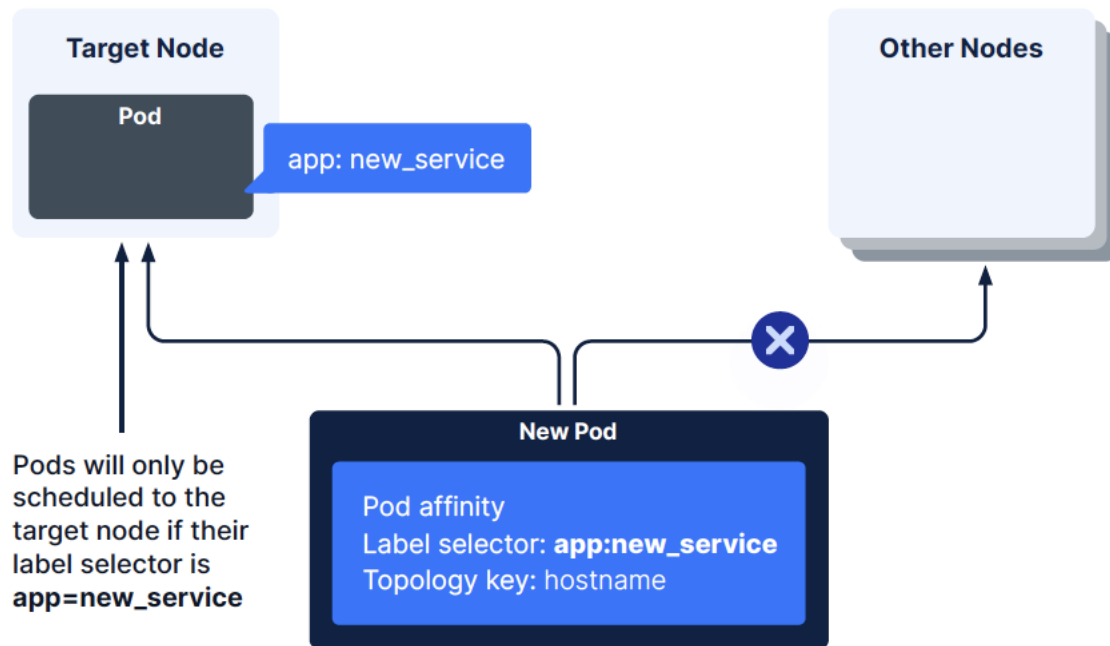 Target Node
Other Nodes
Pod
app: new_service
New Pod
Pod affinity
Label selector: app:new_service
Topology key: hostname
Pods will only be
scheduled to the
target node if their
label selector is
app=new_service